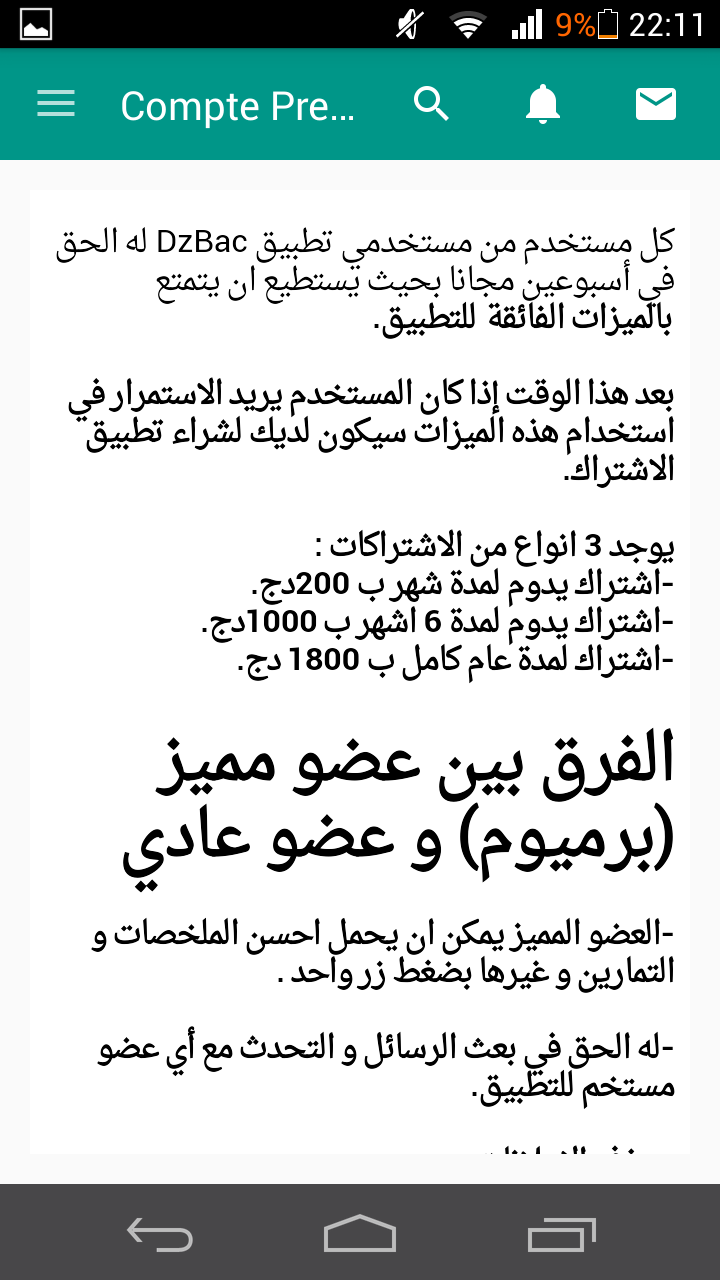 9% 22:11
Compte Pre...
كل مستخدم من مستخدمي تطبيق DzBac له الحق
في أسبوعين مجانا بحيث يستطيع ان يتمتع
بالميزات الفائقة للتطبيق.
بعد هذا الوقت إذا كان المستخدم يريد الاستمرار في
استخدام هذه الميزات سيكون لديك لشراء تطبيق
الاشتراك.
يوجد 3 انواع من الاشتراكات :
-اشتراك يدوم لمدة شهر ب 200دج.
-اشتراك يدوم لمدة 6 اشهر ب 1000دج.
-اشتراك لمدة عام كامل ب 1800 دج.
الفرق بين عضو مميز
(برميوم) و عضو عادي
-العضو المميز يمكن ان يحمل احسن الملخصات و
التمارين و غيرها بضغط زر واحد .
-له الحق في بعث الرسائل و التحدث مع أي عضو
مستخم للتطبيق.